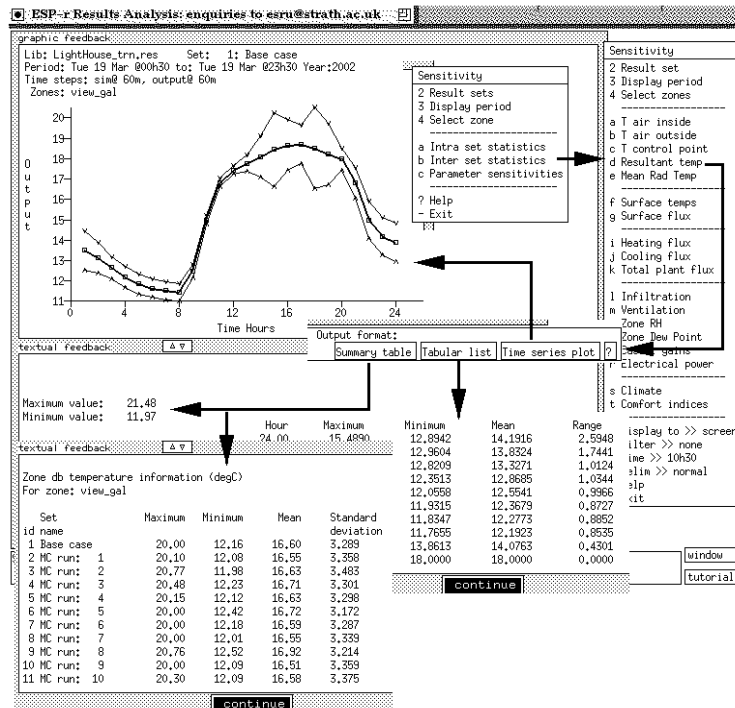 ESP-r Results Analysis: enquiries to esru@strath.ac.uk
graphic feedback
Lib: LightHouse_trn.res Set: 1: Base case
Period: Tue 19 Mar @00h30 to: Tue 19 Mar @23h30 Year:2002
Time steps: sim@ 60m, output@ 60m
Zones: view_gal
20
19
18
17
16
15
14
13
12
11
Output
0 4 8 12 16 20 24
Time Hours
Sensitivity
2 Result sets
3 Display period
4 Select zone
a Intra set statistics
b Inter set statistics
c Parameter sensitivities
? Help
- Exit
Sensitivity
2 Result set
3 Display period
4 Select zones
a T air inside
b T air outside
c T control point
d Resultant temp
e Mean Rad Temp
f Surface temps
g Surface flux
i Heating flux
j Cooling flux
k Total plant flux
l Infiltration
m Ventilation
Zone RH
Zone Dew Point
gains
r Electrical power
s Climate
t Comfort indices
isplay to >> screen
ilter >> none
ime >> 10h30
elim >> normal
elp
xit
Output format:
Summary table Tabular list Time series plot ?
textual feedback
Maximum value: 21.48
Minimum value: 11.97
Hour Maximum
24.00 15.4890
Minimum Mean Range
12.8942 14.1916 2.5948
12.9604 13.8324 1.7441
12.8209 13.3271 1.0124
12.3513 12.8685 1.0344
12.0558 12.5541 0.9966
11.9315 12.3679 0.8727
11.8347 12.2773 0.8852
11.7655 12.1923 0.8535
13.8613 14.0763 0.4301
18.0000 18.0000 0.0000
continue
window
tutorial
textual feedback
Zone db temperature information (degC)
For zone: view_gal
Set Maximum Minimum Mean Standard
id name deviation
1 Base case 20.00 12.16 16.60 3.289
2 MC run: 1 20.10 12.08 16.55 3.358
3 MC run: 2 20.77 11.98 16.63 3.483
4 MC run: 3 20.48 12.23 16.71 3.301
5 MC run: 4 20.15 12.12 16.63 3.298
6 MC run: 5 20.00 12.42 16.72 3.172
7 MC run: 6 20.00 12.18 16.59 3.287
8 MC run: 7 20.00 12.01 16.55 3.339
9 MC run: 8 20.76 12.52 16.92 3.214
10 MC run: 9 20.00 12.09 16.51 3.359
11 MC run: 10 20.30 12.09 16.58 3.375
continue